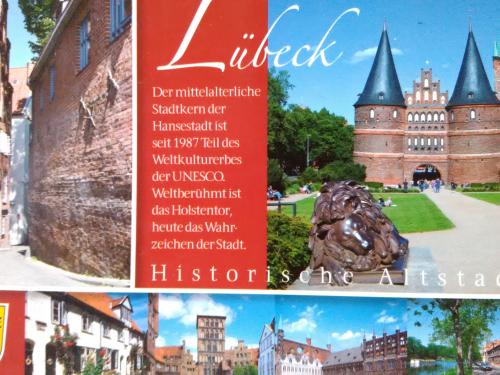 Lübeck
Der mittelalterliche
Stadtkern der
Hansestadt ist
seit 1987 Teil des
Weltkulturerbes
der UNESCO.
Weltberühmt ist
das Holstentor,
heute das Wahr-
zeichen der Stadt.
Historische Altstad